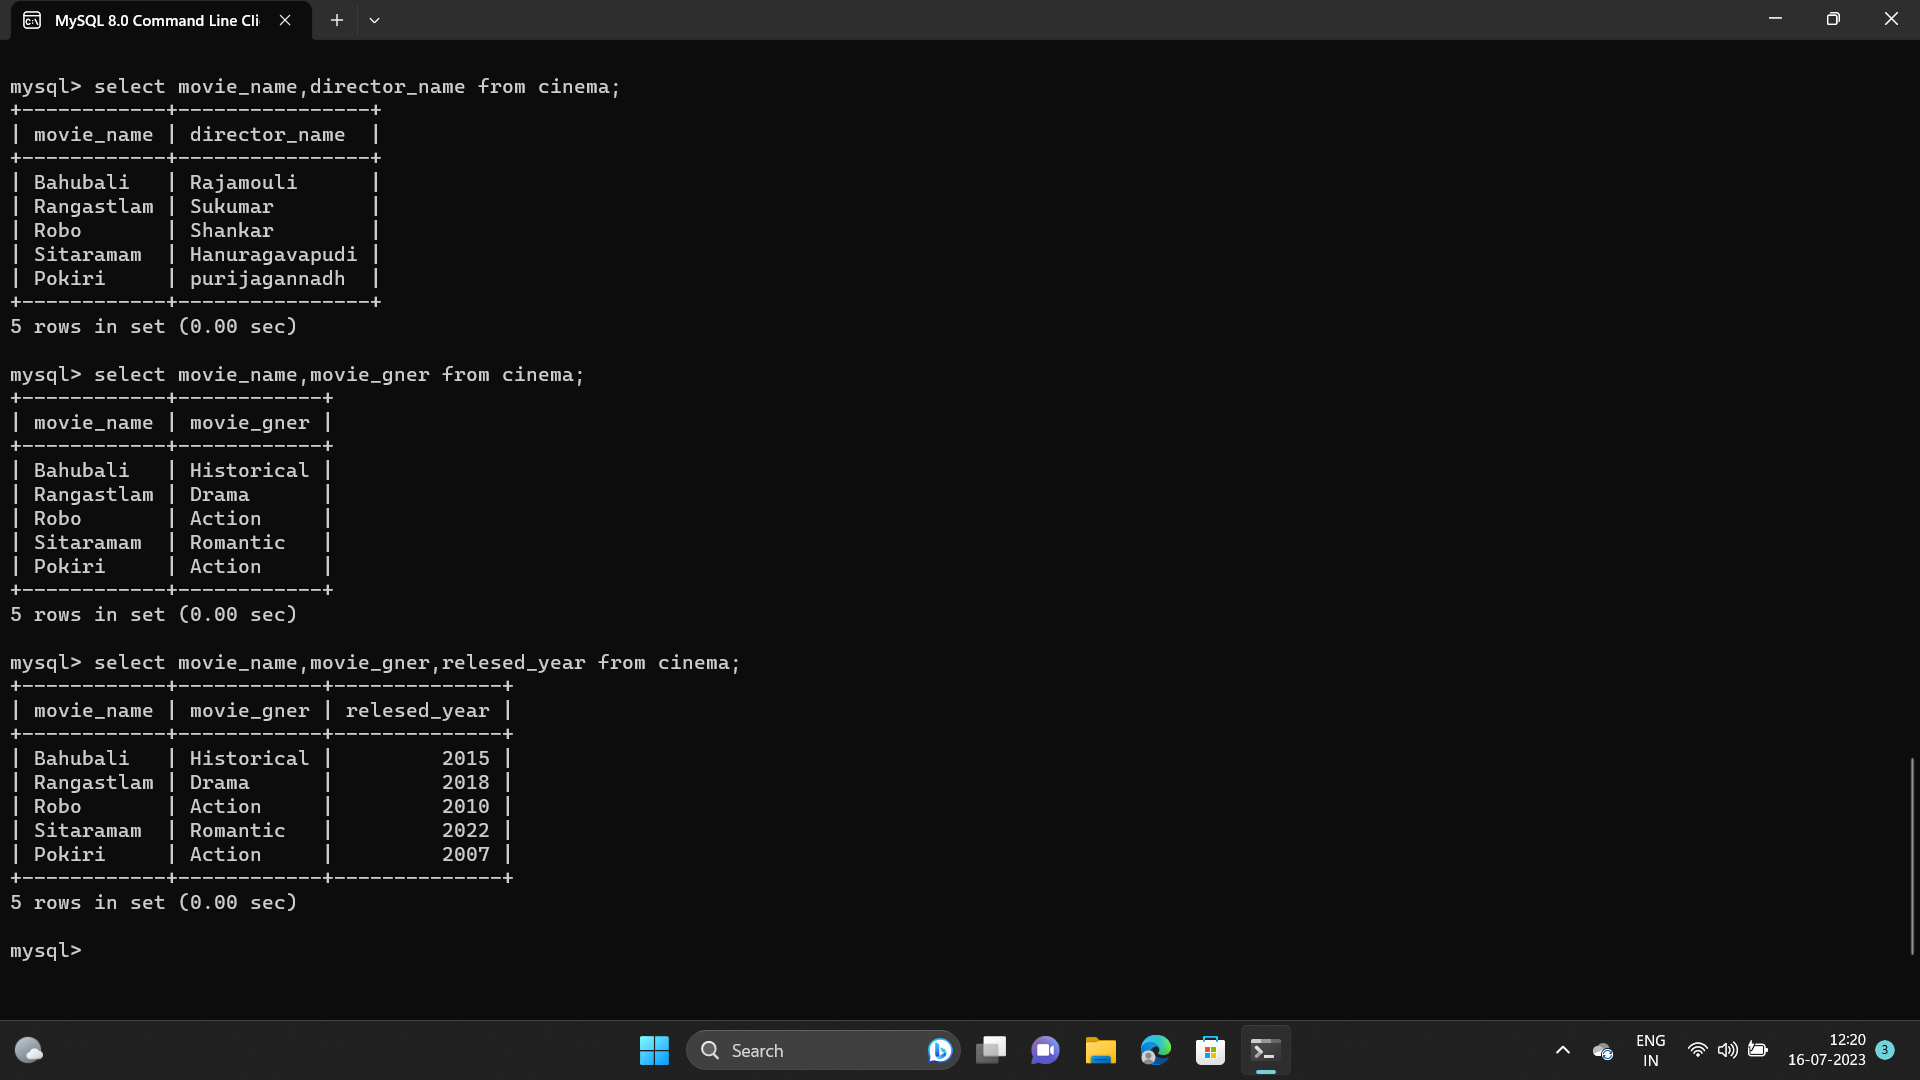 MySQL 8.0 Command Line Cli
mysql> select movie_name,director_name from cinema;
+------------+----------------+
| movie_name | director_name  |
+------------+----------------+
| Bahubali   | Rajamouli      |
| Rangastlam | Sukumar        |
| Robo       | Shankar        |
| Sitaramam  | Hanuragavapudi |
| Pokiri     | purijagannadh  |
+------------+----------------+
5 rows in set (0.00 sec)
mysql> select movie_name,movie_gner from cinema;
+------------+------------+
| movie_name | movie_gner |
+------------+------------+
| Bahubali   | Historical |
| Rangastlam | Drama      |
| Robo       | Action     |
| Sitaramam  | Romantic   |
| Pokiri     | Action     |
+------------+------------+
5 rows in set (0.00 sec)
mysql> select movie_name,movie_gner,relesed_year from cinema;
+------------+------------+--------------+
| movie_name | movie_gner | relesed_year |
+------------+------------+--------------+
| Bahubali   | Historical |         2015 |
| Rangastlam | Drama      |         2018 |
| Robo       | Action     |         2010 |
| Sitaramam  | Romantic   |         2022 |
| Pokiri     | Action     |         2007 |
+------------+------------+--------------+
5 rows in set (0.00 sec)
mysql>
Search
ENG
IN
12:20
16-07-2023
3